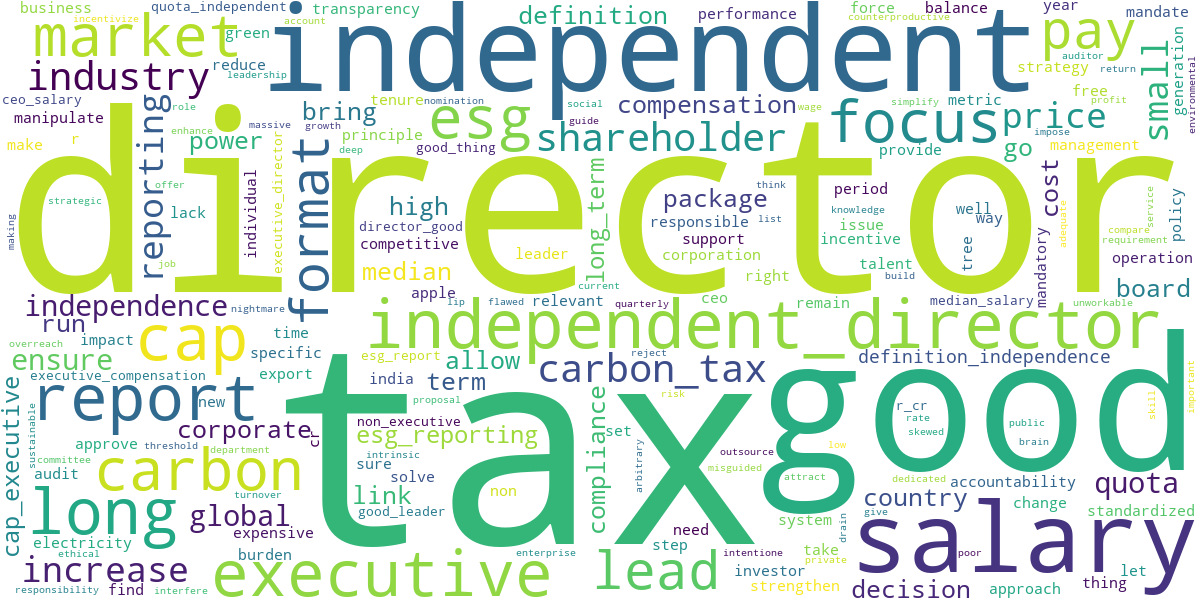 business
incentivize
quota_independent
account
transparency
definition
performance
counterproductive
force
balance
year
mandate
market
green
independent
pay
auditor
strategy
return
industry
reduce
leadership
small
generation
environmental
ceo_salary
manipulate
role
tenure
nomination
bring
principle
social
guide
compensation
wage
focus
free
profit
metric
simplify
price
impose
make
r
enhance
massive
growth
power
esg
good_thing
shareholder
provide
go
management
director
reporting
deep
executive_director
format
long_term
package
think
period
service
cost
policy
offer
strategic
lack
individual
high
director_good
competitive
responsible
list
support
knowledge
issue
incentive
well
way
tree
adequate
compare
requirement
making
job
median
leader
corporation
right
talent
build
mandatory
operation
current
apple
lip
flawed
relevant
quarterly
ceo
remain
median_salary
unworkable
board
independence
nightmare
run
independent_director
overreach
impact
cap
time
specific
export
esg_report
allow
reject
carbon_tax
definition_independence
ensure
executive_compensation
india
term
risk
good
important
cap_executive
sustainable
report
new
tax
proposal
compliance
r_cr
rate
skewed
public
brain
skill
corporate
cr
non_executive
set
arbitrary
outsource
low
approve
threshold
department
intrinsic
esg_reporting
misguided
committee
audit
carbon
sure
solve
attract
dedicated
accountability
quota
long
turnover
link
non
good_leader
country
give
change
standardized
global
system
drain
salary
electricity
expensive
need
step
intentione
take
private
poor
let
ethical
burden
enterprise
investor
increase
find
responsibility
interfere
executive
lead
strengthen
decision
approach
thing